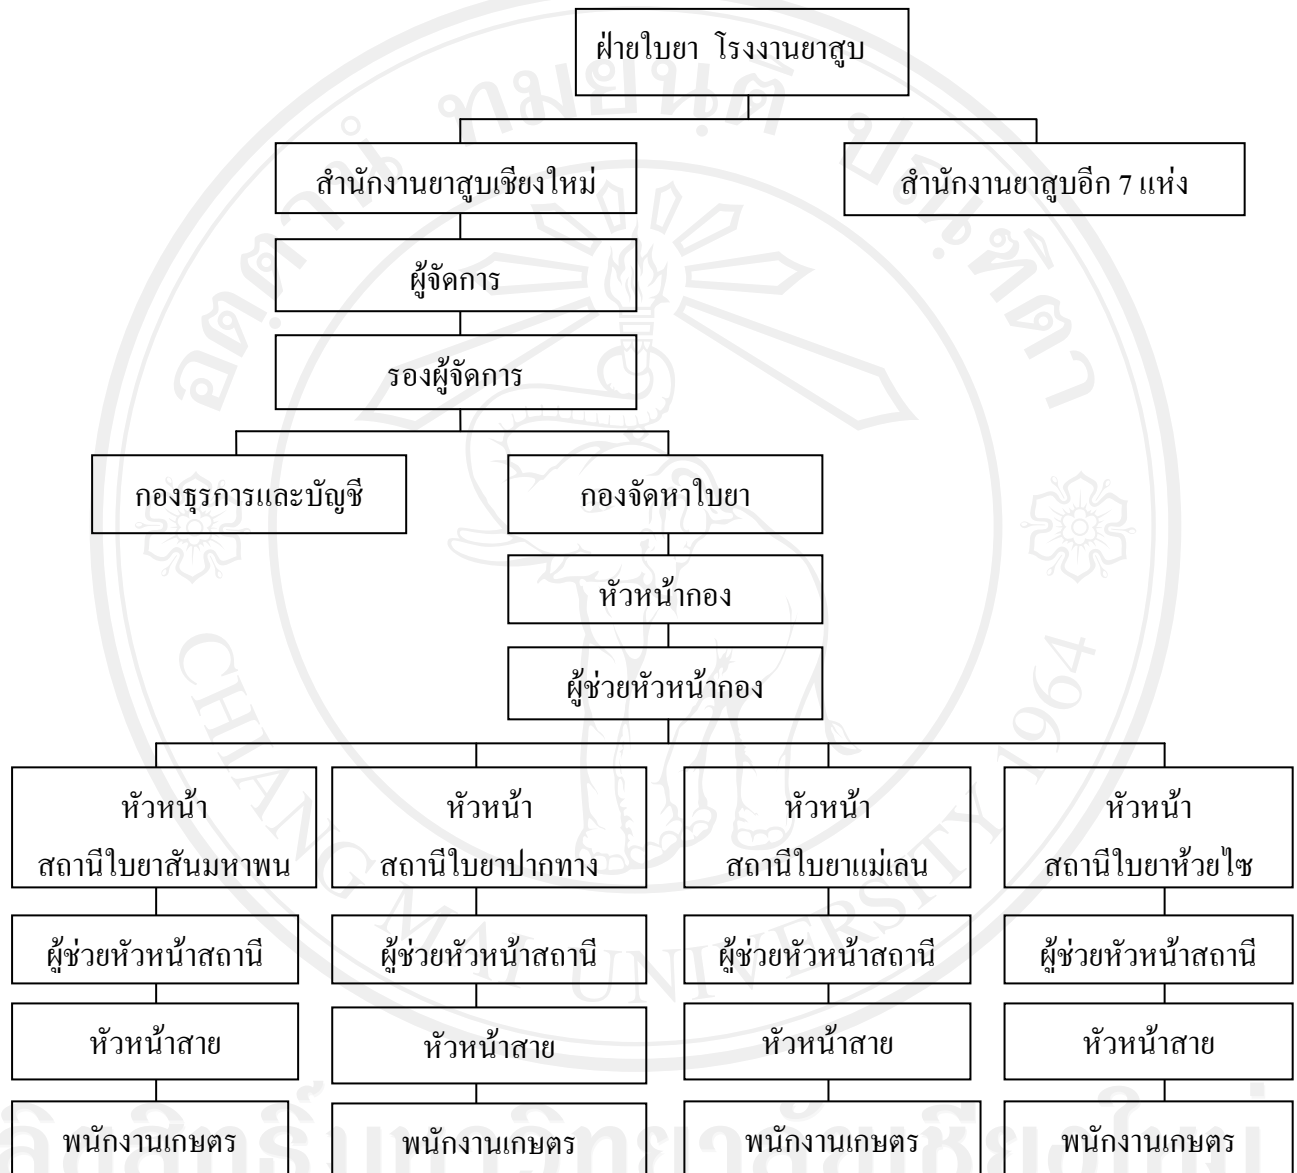 ฝ่ายใบยา โรงงานยาสูบ
สำนักงานยาสูบเชียงใหม่
สำนักงานยาสูบอีก 7 แห่ง
ผู้จัดการ
รองผู้จัดการ
กองธุรการและบัญชี
กองจัดหาใบยา
หัวหน้ากอง
ผู้ช่วยหัวหน้ากอง
หัวหน้า
สถานีใบยาสันมหาพน
หัวหน้า
สถานีใบยาปากทาง
หัวหน้า
สถานีใบยาแม่เลน
หัวหน้า
สถานีใบยาห้วยไซ
ผู้ช่วยหัวหน้าสถานี
ผู้ช่วยหัวหน้าสถานี
ผู้ช่วยหัวหน้าสถานี
ผู้ช่วยหัวหน้าสถานี
หัวหน้าสาย
หัวหน้าสาย
หัวหน้าสาย
หัวหน้าสาย
พนักงานเกษตร
พนักงานเกษตร
พนักงานเกษตร
พนักงานเกษตร
CHIANG MAI UNIVERSITY 1964